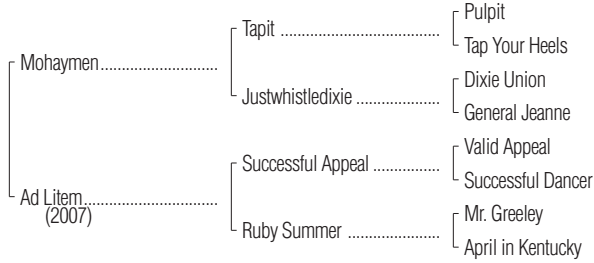 Pulpit
Tapit ..............................
Tap Your Heels
Mohaymen...........................
Dixie Union
Justwhistledixie ................
General Jeanne
Valid Appeal
Successful Appeal .............
Successful Dancer
Ad Litem..............................
(2007)
Mr. Greeley
Ruby Summer ..................
April in Kentucky